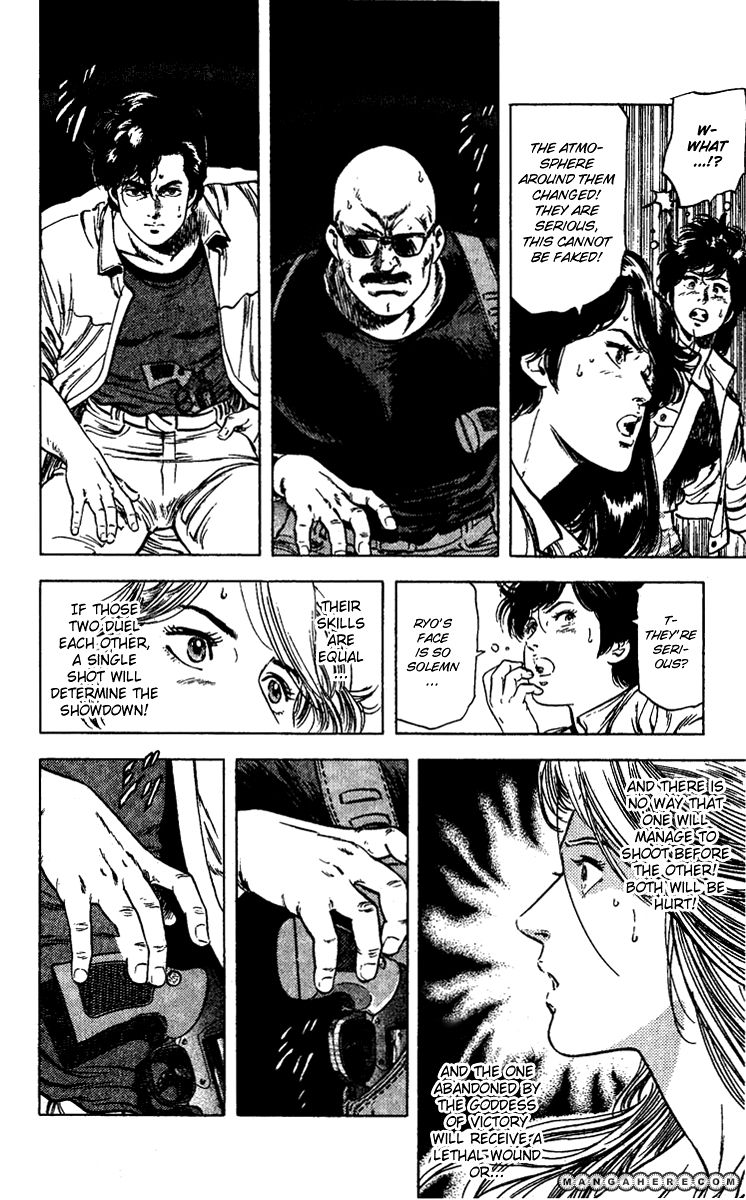 W-
WHAT
...!?
THE ATMO-
SPHERE
AROUND THEM
CHANGED!
THEY ARE
SERIOUS,
THIS CANNOT
BE FAKED!
T-
THEY'RE
SERI-
OUS?
RYO'S
FACE
IS SO
SOLEMN
...
THEIR
SKILLS
ARE
EQUAL
...
IF THOSE
TWO DUEL
EACH OTHER,
A SINGLE
SHOT WILL
DETERMINE THE
SHOWDOWN!
AND THERE IS
NO WAY THAT
ONE WILL
MANAGE TO
SHOOT BEFORE
THE OTHER!
BOTH WILL BE
HURT!
AND THE ONE
ABANDONED BY
THE GODDESS
OF VICTORY
WILL RECEIVE A
LETHAL WOUND
OR...
MANGAHERE.COM